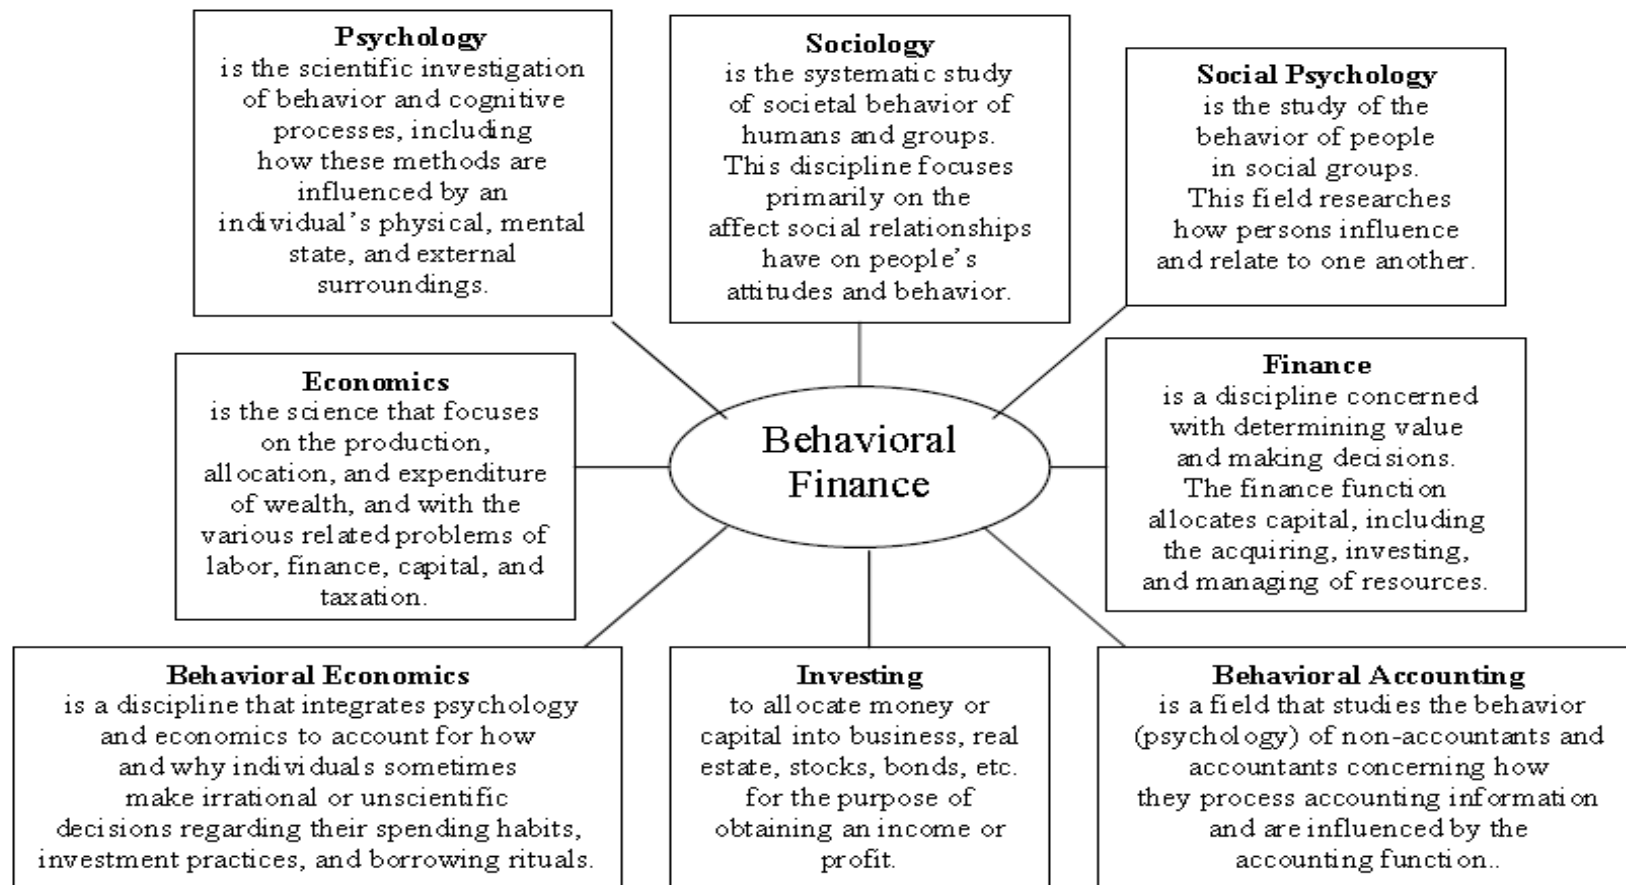 Psychology
is the scientific investigation
of behavior and cognitive
processes, including
how these methods are
influenced by an
individual's physical, mental
state, and external
surroundings.
Sociology
is the systematic study
of societal behavior of
humans and groups.
This discipline focuses
primarily on the
affect social relationships
have on people's
attitudes and behavior.
Social Psychology
is the study of the
behavior of people
in social groups.
This field researches
how persons influence
and relate to one another.
Economics
is the science that focuses
on the production,
allocation, and expenditure
of wealth, and with the
various related problems of
labor, finance, capital, and
taxation.
Behavioral
Finance
Finance
is a discipline concerned
with determining value
and making decisions.
The finance function
allocates capital, including
the acquiring, investing,
and managing of resources.
Behavioral Economics
is a discipline that integrates psychology
and economics to account for how
and why individuals sometimes
make irrational or unscientific
decisions regarding their spending habits,
investment practices, and borrowing rituals.
Investing
to allocate money or
capital into business, real
estate, stocks, bonds, etc.
for the purpose of
obtaining an income or
profit.
Behavioral Accounting
is a field that studies the behavior
(psychology) of non-accountants and
accountants concerning how
they process accounting information
and are influenced by the
accounting function..